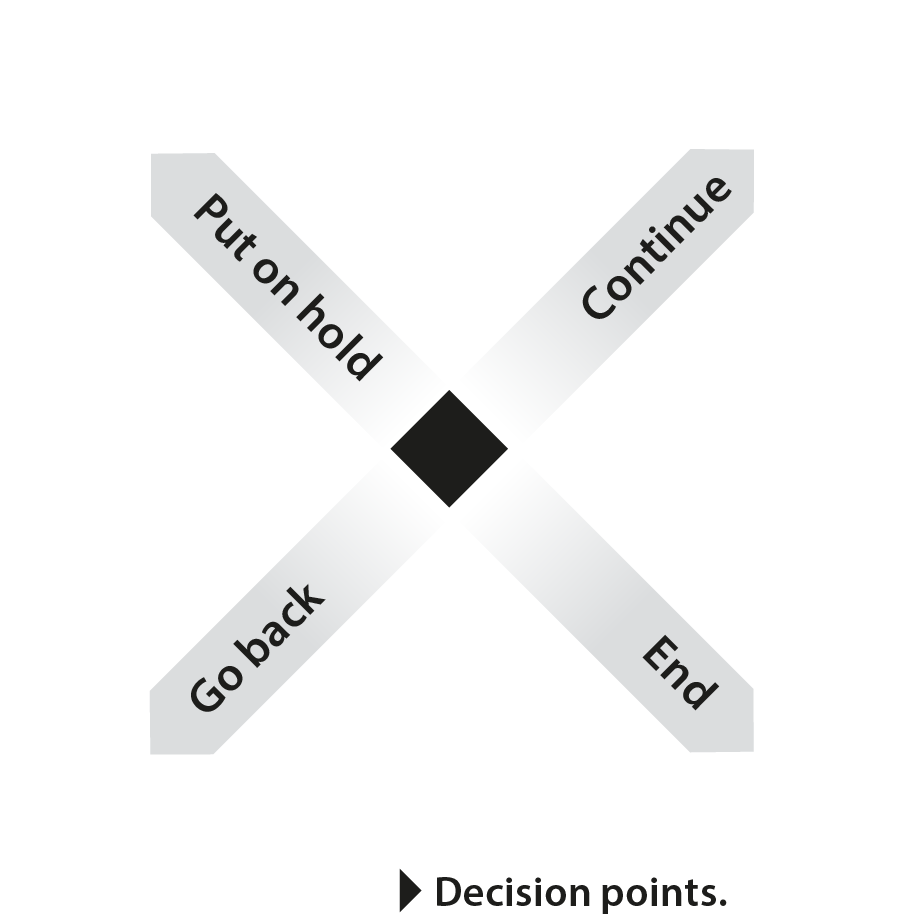 Put on hold
Continue
Go back
End
Decision points.